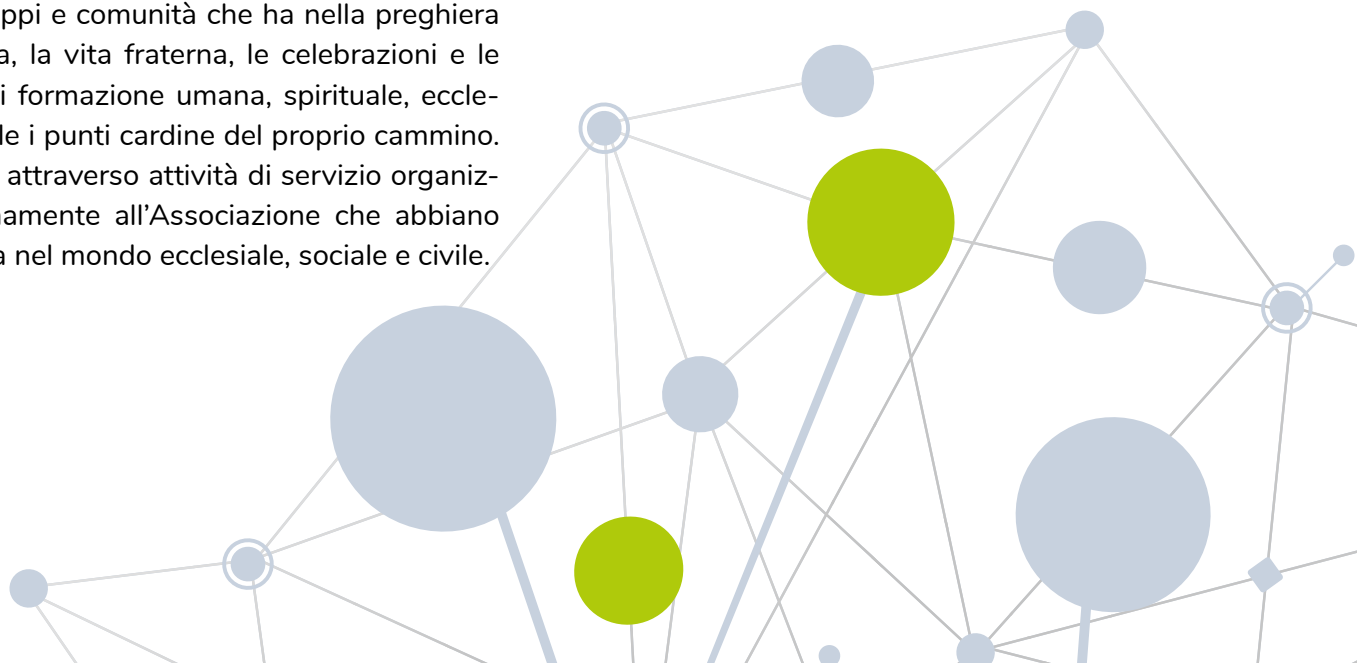 ppi e comunità che ha nella preghiera
a, la vita fraterna, le celebrazioni e le
i formazione umana, spirituale, eccle-
le i punti cardine del proprio cammino.
attraverso attività di servizio organiz-
namente all’Associazione che abbiano
a nel mondo ecclesiale, sociale e civile.